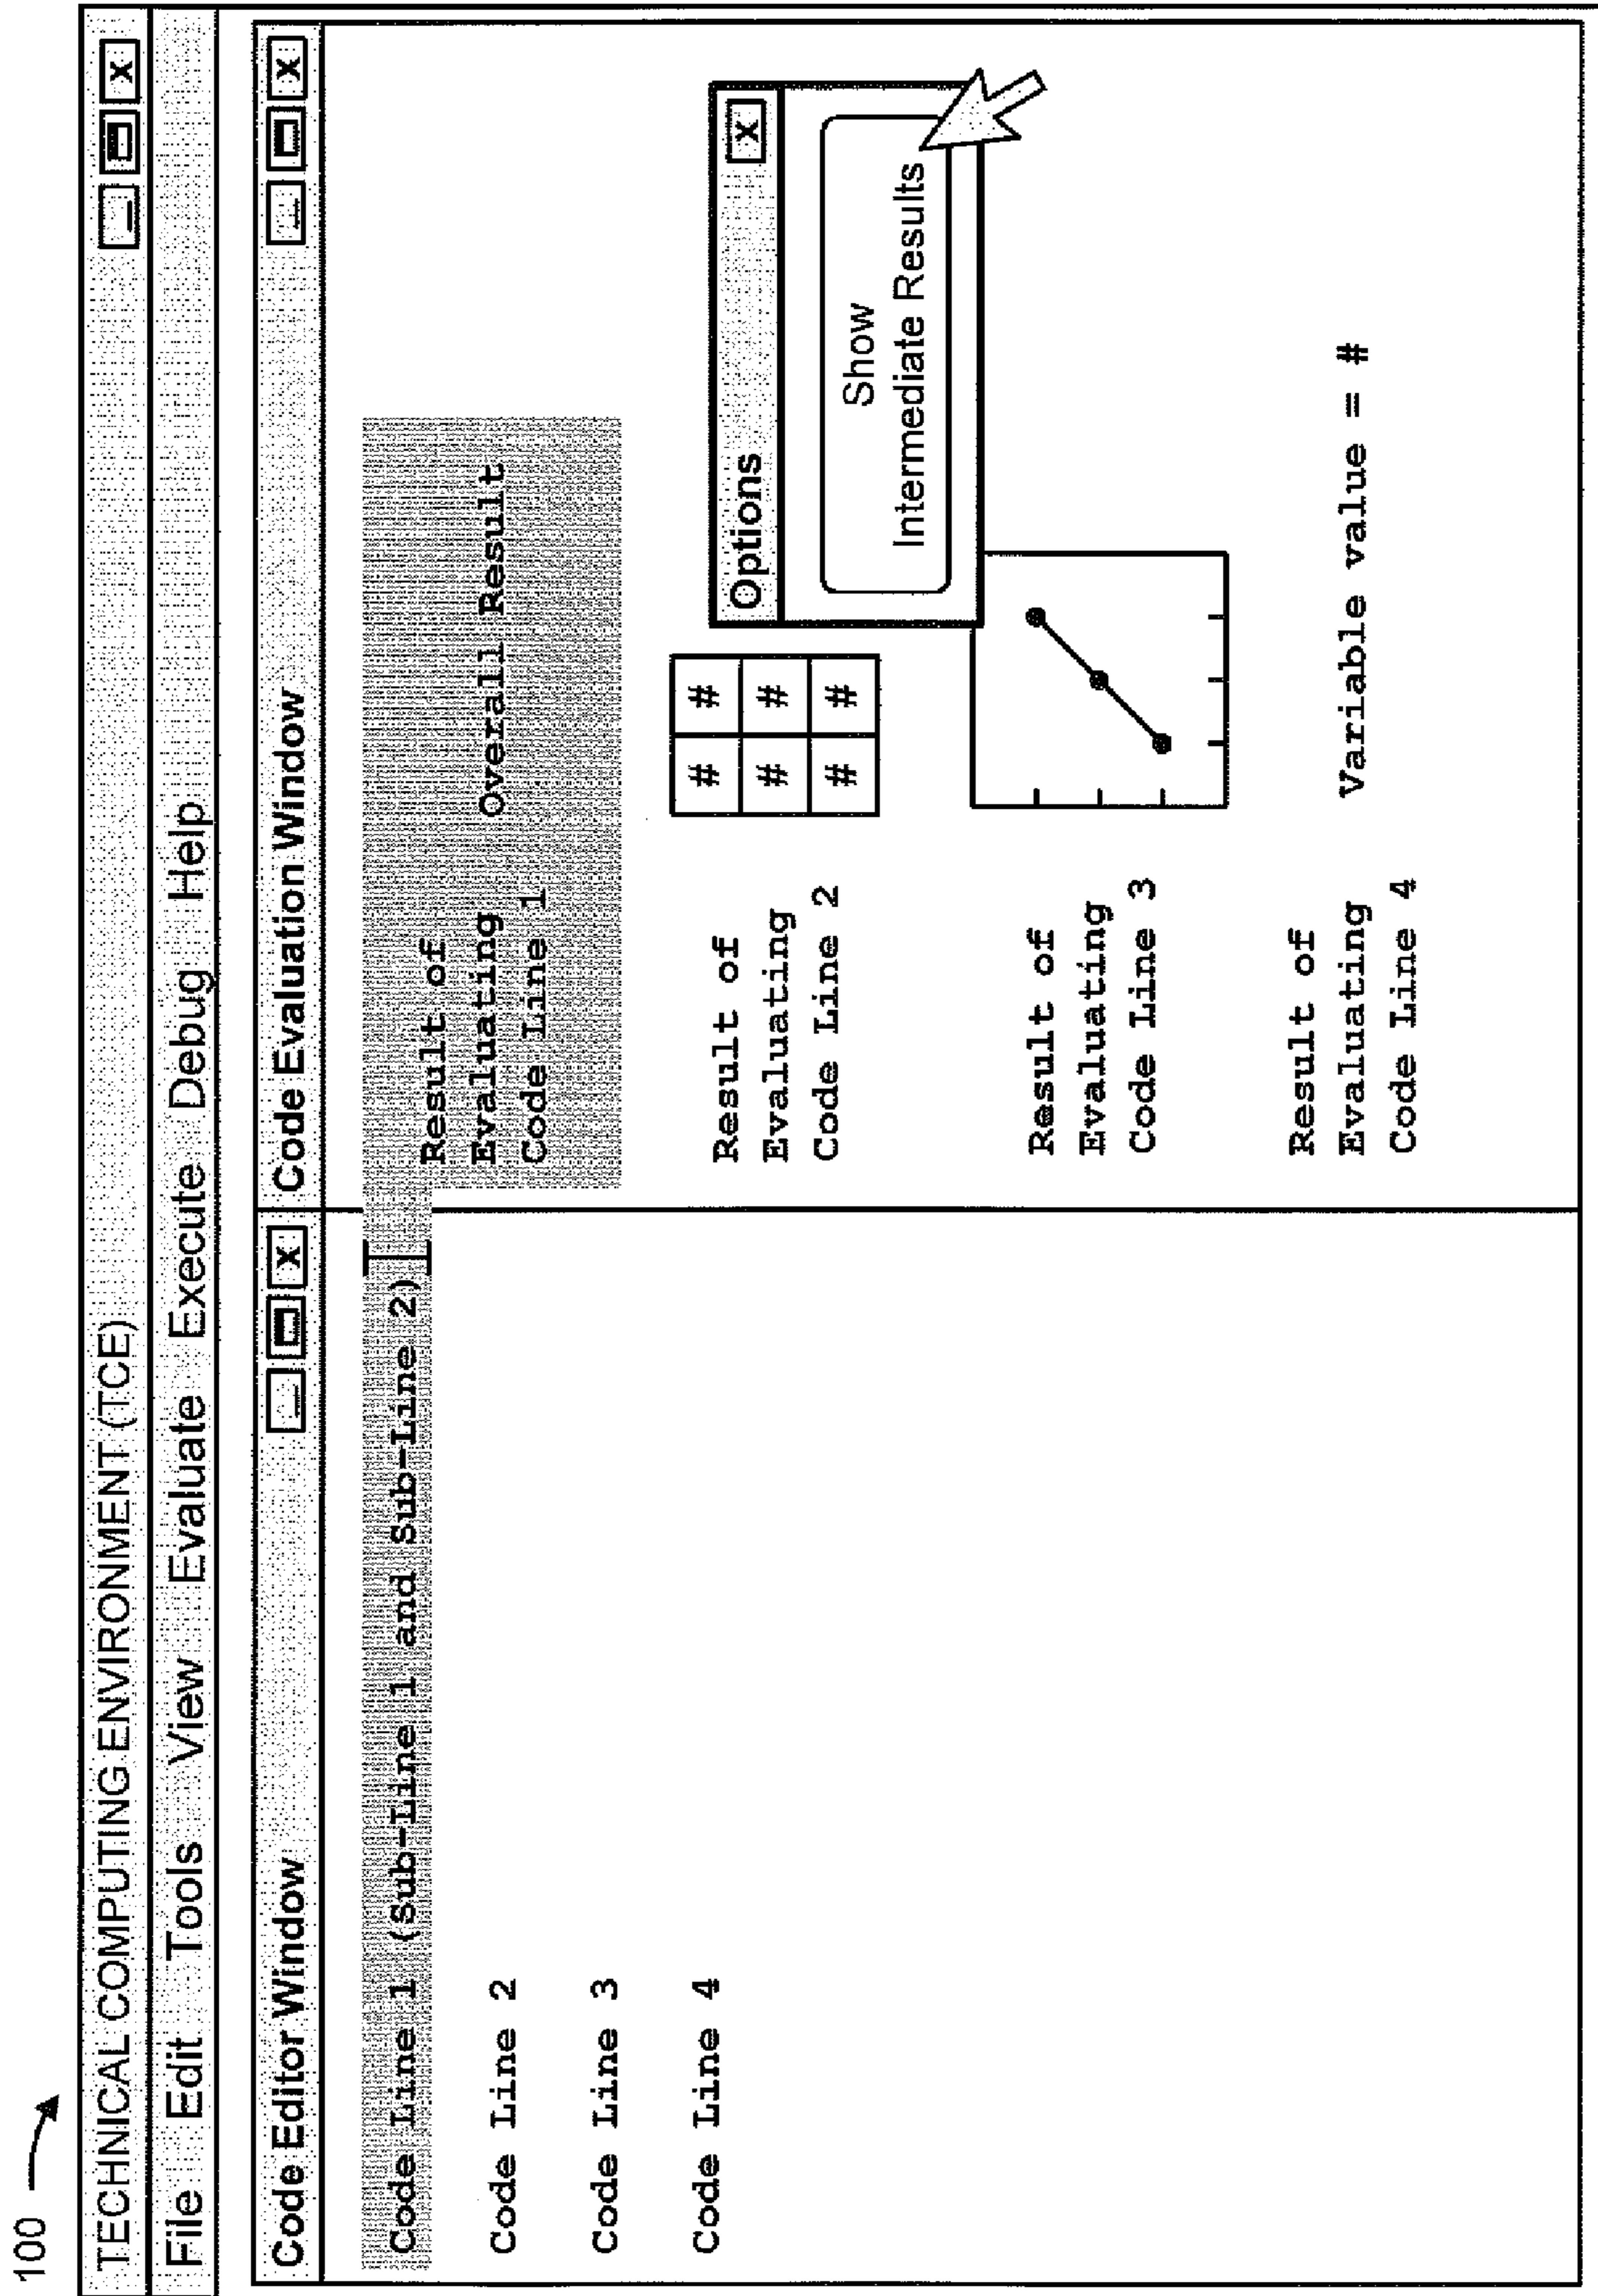 100
TECHNICAL COMPUTING ENVIRONMENT (TCE)
_ X
File Edit Tools View Evaluate Execute Debug Help
Code Editor Window
_ X
Code Evaluation Window
_ X
Code Line 1 (Sub-Line 1 and Sub-Line 2)
Code Line 2
Code Line 3
Code Line 4
Result of
Evaluating
Code Line 1
Overall Result
Result of
Evaluating
Code Line 2
# #
# #
# #
Options X
Show
Intermediate Results
Result of
Evaluating
Code Line 3
Result of
Evaluating
Code Line 4
Variable value = #